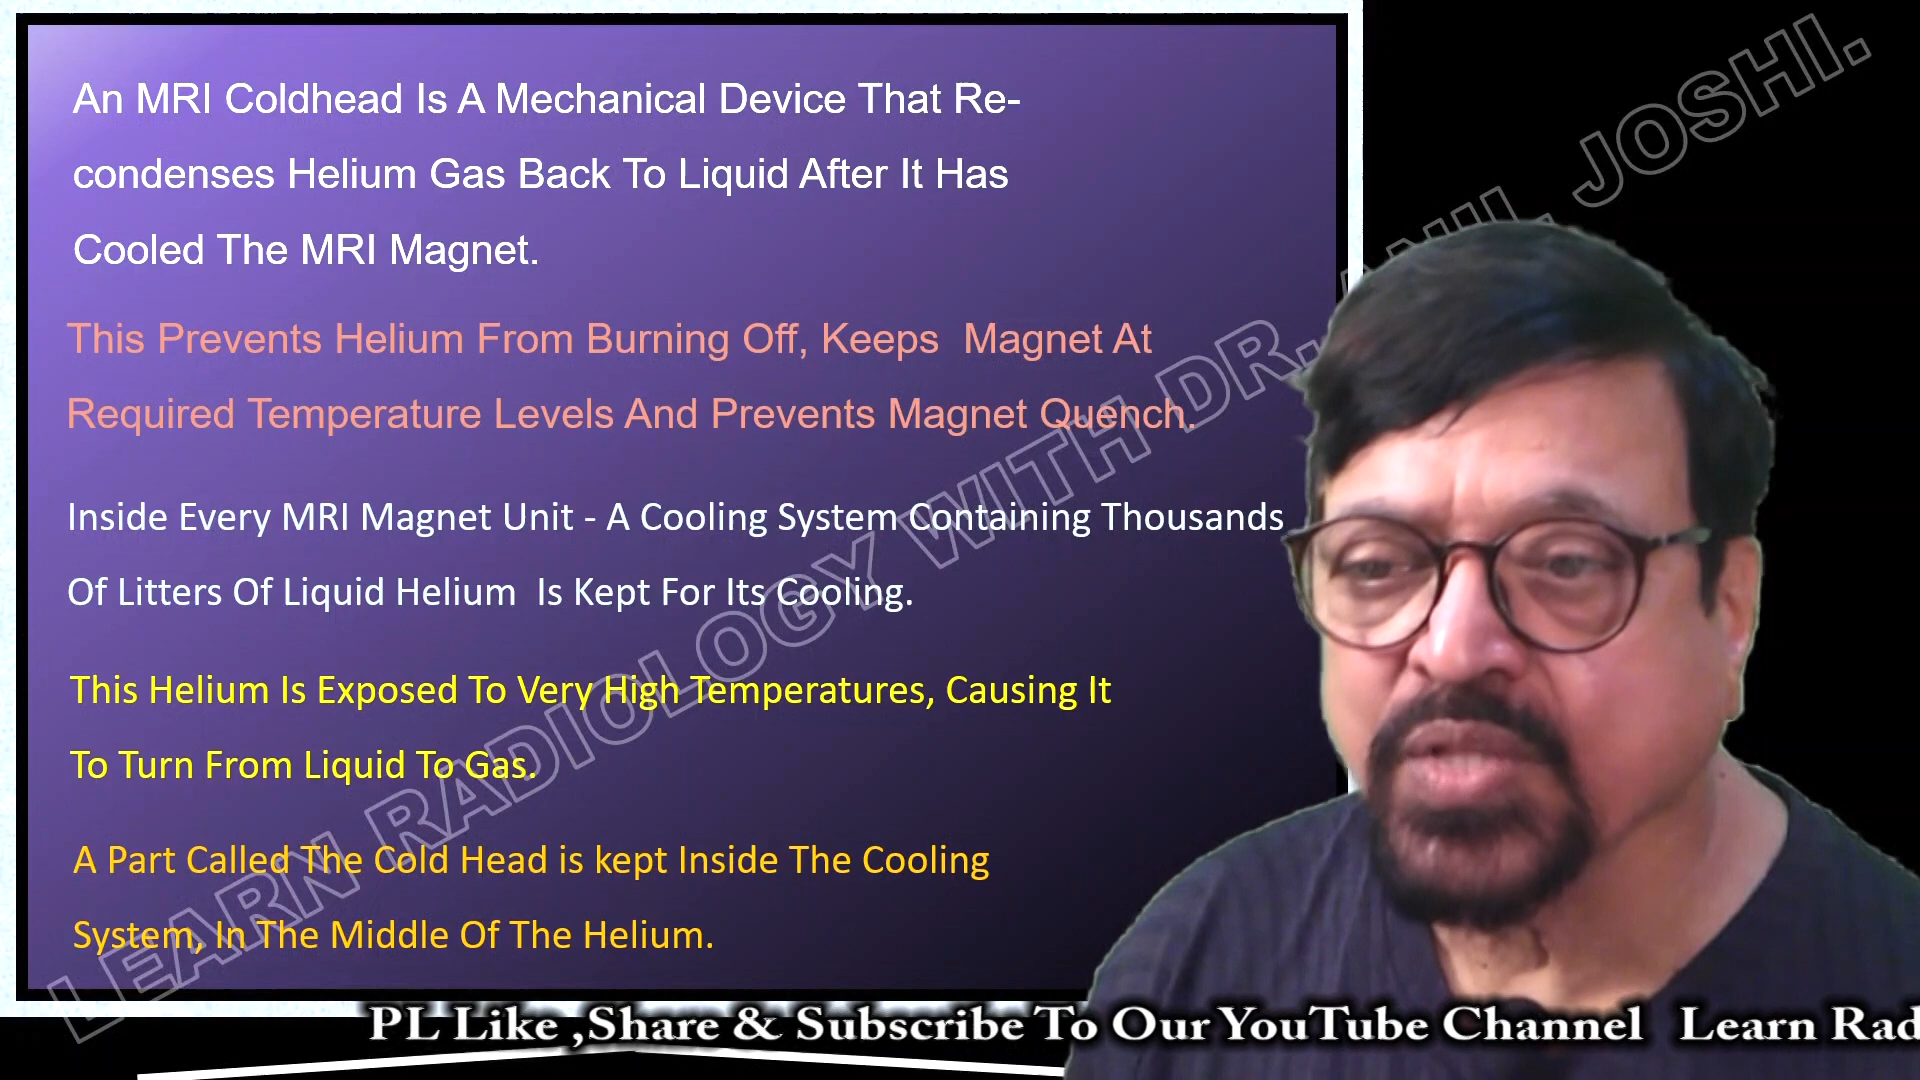 An MRI Coldhead Is A Mechanical Device That Re-
condenses Helium Gas Back To Liquid After It Has
Cooled The MRI Magnet.
This Prevents Helium From Burning Off, Keeps  Magnet At
Required Temperature Levels And Prevents Magnet Quench.
Inside Every MRI Magnet Unit - A Cooling System Containing Thousands
Of Litters Of Liquid Helium  Is Kept For Its Cooling.
This Helium Is Exposed To Very High Temperatures, Causing It
To Turn From Liquid To Gas.
A Part Called The Cold Head is kept Inside The Cooling
System, In The Middle Of The Helium.
LEARN RADIOLOGY WITH DR. ANIL JOSHI.
PL Like ,Share & Subscribe To Our YouTube Channel   Learn Rad